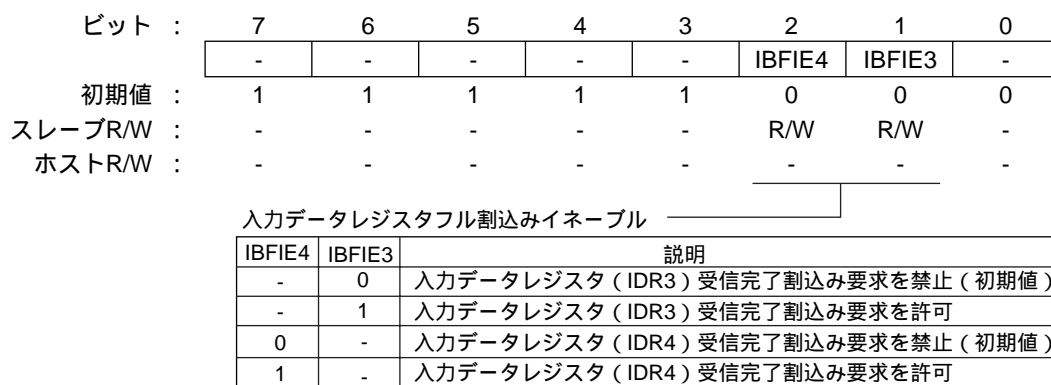 ビット : 7 6 5 4 3 2 1 0
- - - - - IBFIE4 IBFIE3 -
初期値 : 1 1 1 1 1 0 0 0
スレーブR/W : - - - - - R/W R/W -
ホストR/W : - - - - - - - -
入力データレジスタフル割込みイネーブル
IBFIE4 IBFIE3 説明
- 0 入力データレジスタ(IDR3)受信完了割込み要求を禁止(初期値)
- 1 入力データレジスタ(IDR3)受信完了割込み要求を許可
0 - 入力データレジスタ(IDR4)受信完了割込み要求を禁止(初期値)
1 - 入力データレジスタ(IDR4)受信完了割込み要求を許可